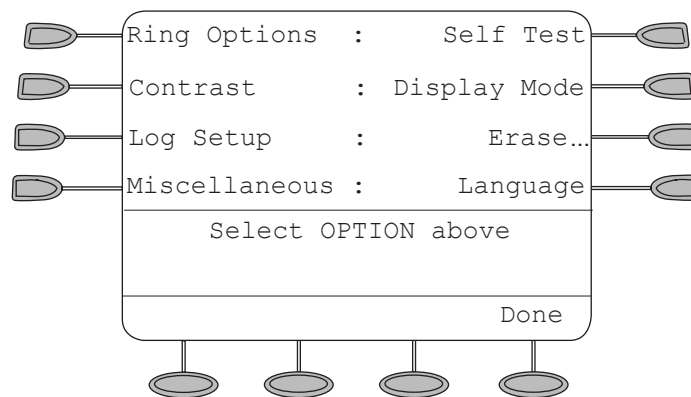 Ring Options : Self Test
Contrast : Display Mode
Log Setup : Erase…
Miscellaneous : Language
Select OPTION above
Done